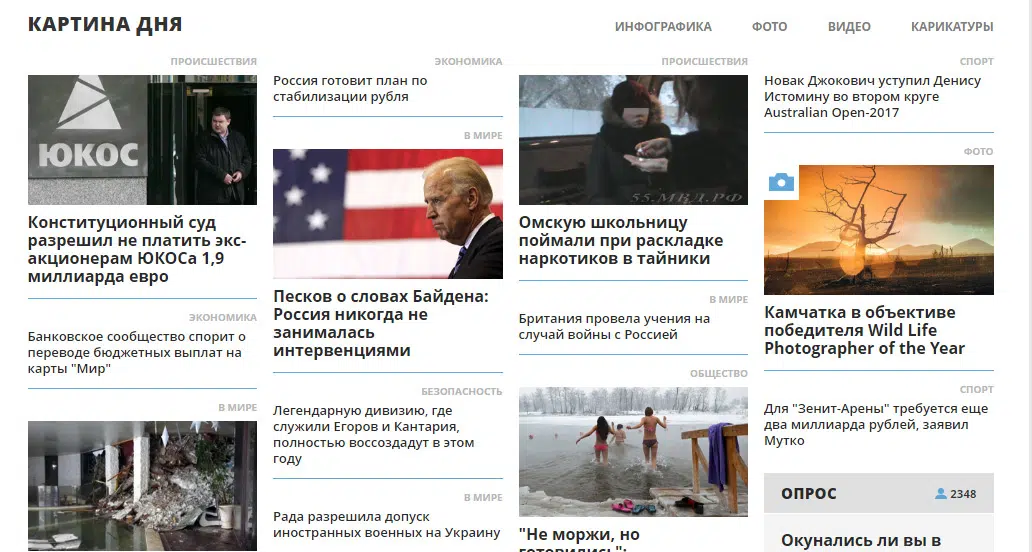 КАРТИНА ДНЯ
ИНФОГРАФИКА
ФОТО
ВИДЕО
КАРИКАТУРЫ
ПРОИСШЕСТВИЯ
ЮКОС
Конституционный суд
разрешил не платить экс-
акционерам ЮКОСа 1,9
миллиарда евро
ЭКОНОМИКА
Банковское сообщество спорит о
переводе бюджетных выплат на
карты "Мир"
В МИРЕ
ЭКОНОМИКА
Россия готовит план по
стабилизации рубля
В МИРЕ
Песков о словах Байдена:
Россия никогда не
занималась
интервенциями
БЕЗОПАСНОСТЬ
Легендарную дивизию, где
служили Егоров и Кантария,
полностью воссоздадут в этом
году
В МИРЕ
Рада разрешила допуск
иностранных военных на Украину
ПРОИСШЕСТВИЯ
55.МВД.РФ
Омскую школьницу
поймали при раскладке
наркотиков в тайники
В МИРЕ
Британия провела учения на
случай войны с Россией
ОБЩЕСТВО
"Не моржи, но
готовились":
СПОРТ
Новак Джокович уступил Денису
Истомину во втором круге
Australian Open-2017
ФОТО
Камчатка в объективе
победителя Wild Life
Photographer of the Year
СПОРТ
Для "Зенит-Арены" требуется еще
два миллиарда рублей, заявил
Мутко
ОПРОС
2348
Окунались ли вы в